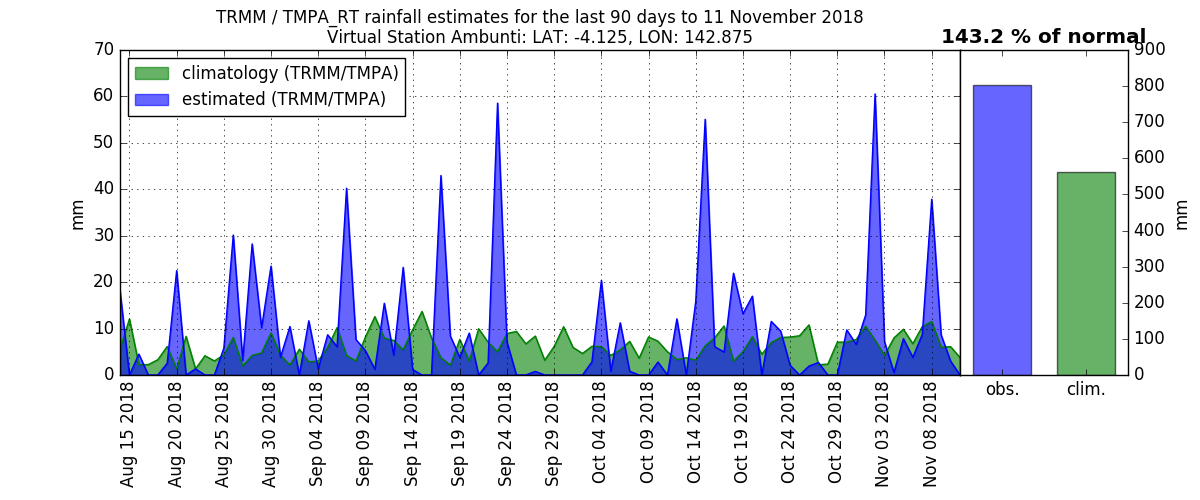 TRMM / TMPA_RT rainfall estimates for the last 90 days to 11 November 2018
Virtual Station Ambunti: LAT: -4.125, LON: 142.875
143.2 % of normal
climatology (TRMM/TMPA)
estimated (TRMM/TMPA)
70
60
50
40
30
20
10
0
mm
900
800
700
600
500
400
300
200
100
0
mm
Aug 15 2018
Aug 20 2018
Aug 25 2018
Aug 30 2018
Sep 04 2018
Sep 09 2018
Sep 14 2018
Sep 19 2018
Sep 24 2018
Sep 29 2018
Oct 04 2018
Oct 09 2018
Oct 14 2018
Oct 19 2018
Oct 24 2018
Oct 29 2018
Nov 03 2018
Nov 08 2018
obs.
clim.